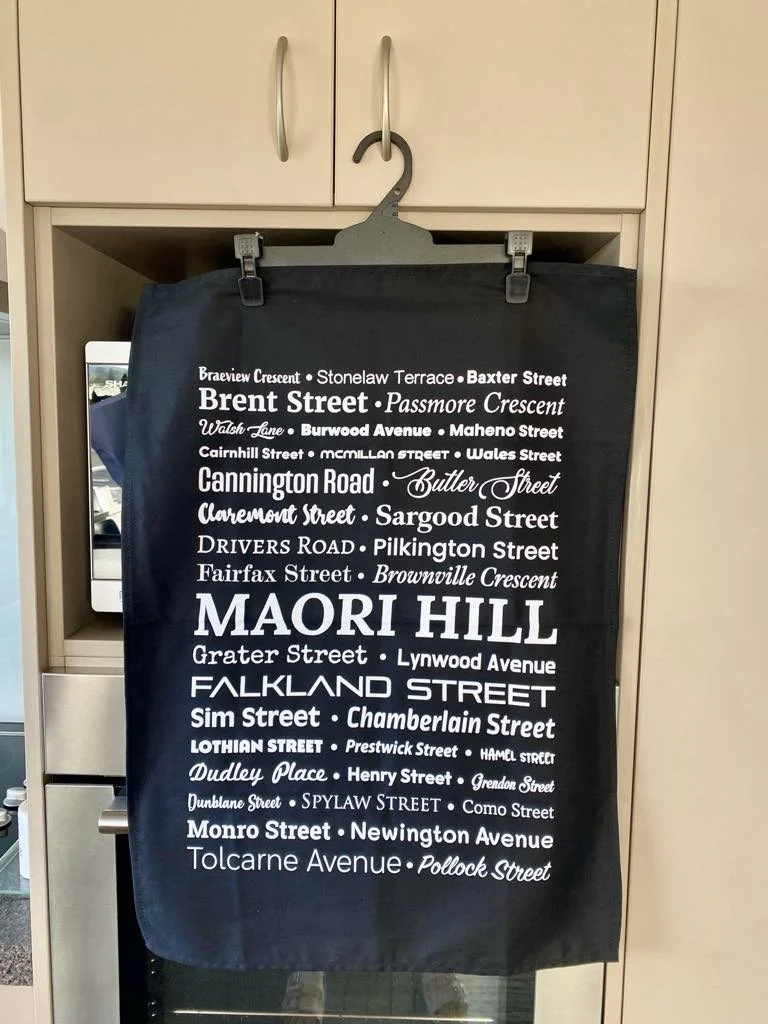 Braeview Crescent • Stonelaw Terrace • Baxter Street
Brent Street • Passmore Crescent
Walsh Lane • Burwood Avenue • Maheno Street
Cairnhill Street • MCMILLAN STREET • Wales Street
Cannington Road • Butler Street
Claremont Street • Sargood Street
DRIVERS ROAD • Pilkington Street
Fairfax Street • Brownville Crescent
MAORI HILL
Grater Street • Lynwood Avenue
FALKLAND STREET
Sim Street • Chamberlain Street
LOTHIAN STREET • Prestwick Street • HAMEL STREET
Dudley Place • Henry Street • Grendon Street
Dunblane Street • SPYLAW STREET • Como Street
Monro Street • Newington Avenue
Tolcarne Avenue • Pollock Street